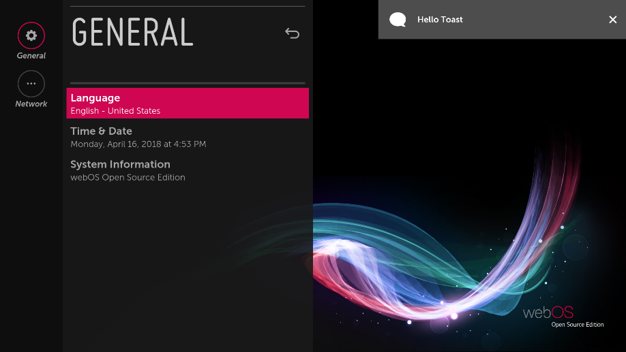 General
Network
GENERAL
Language
English - United States
Time & Date
Monday, April 16, 2018 at 4:53 PM
System Information
webOS Open Source Edition
Hello Toast
webOS
Open Source Edition